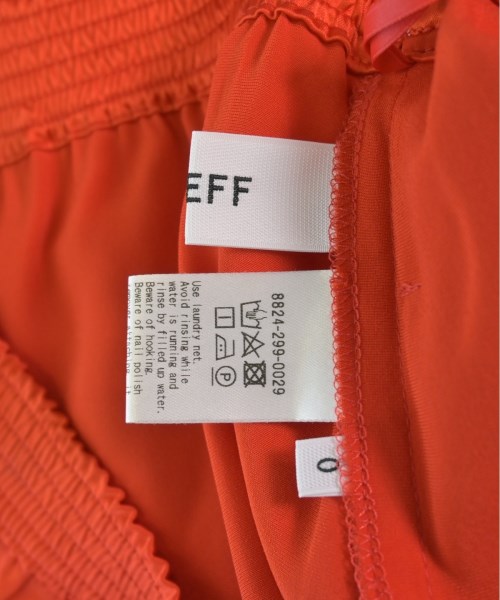 EFF
8824-299-0029
Use laundry net.
Avoid rinsing while
water is running and
rinse by filled up water.
Beware of hooking.
Beware of nail polish
0